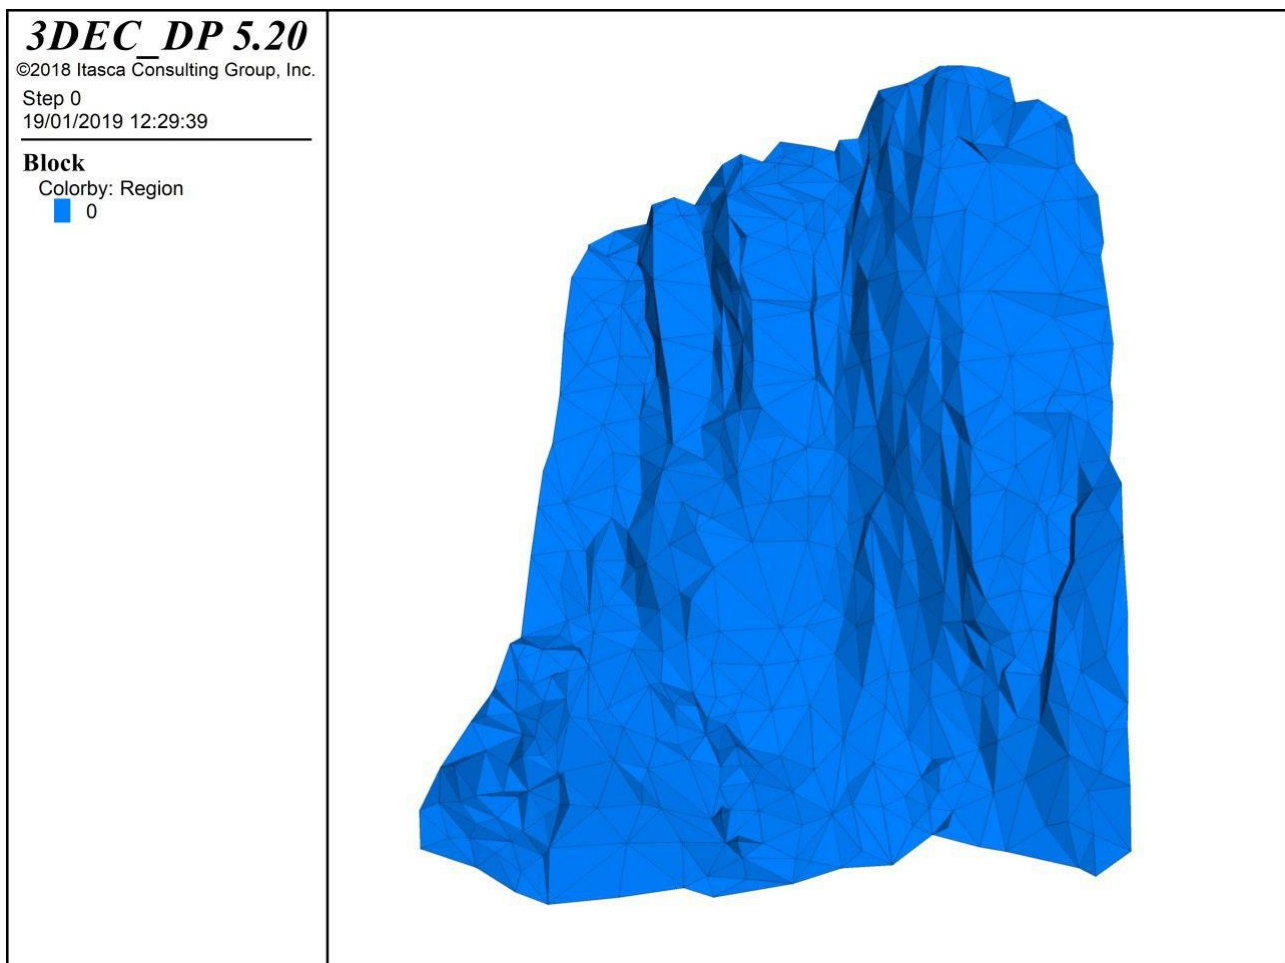 3DEC_DP 5.20
©2018 Itasca Consulting Group, Inc.
Step 0
19/01/2019 12:29:39
Block
Colorby: Region
0